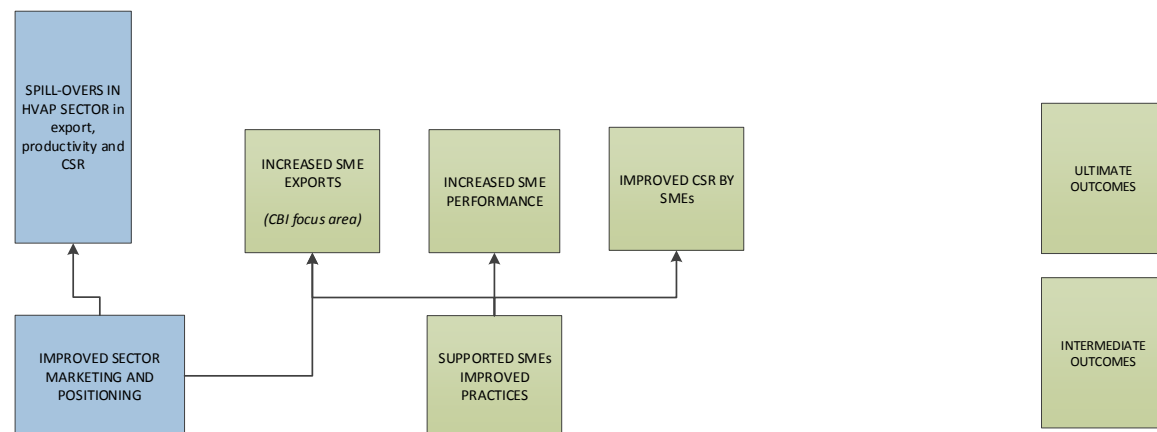 SPILL-OVERS IN
HVAP SECTOR in
export,
productivity and
CSR
INCREASED SME
EXPORTS
(CBI focus area)
INCREASED SME
PERFORMANCE
IMPROVED CSR BY
SMEs
ULTIMATE
OUTCOMES
IMPROVED SECTOR
MARKETING AND
POSITIONING
SUPPORTED SMEs
IMPROVED
PRACTICES
INTERMEDIATE
OUTCOMES